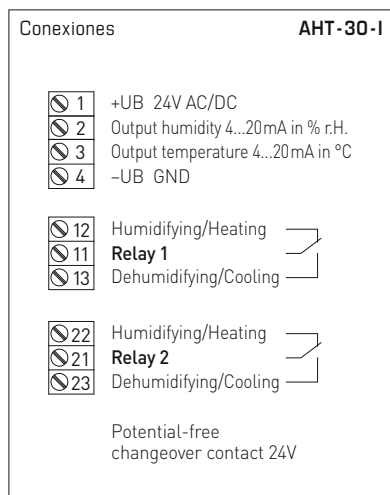 Conexiones AHT-30-I
1 +UB 24V AC/DC
2 Output humidity 4...20mA in % r.H.
3 Output temperature 4...20mA in °C
4 –UB GND
12 Humidifying/Heating
11 Relay 1
13 Dehumidifying/Cooling
22 Humidifying/Heating
21 Relay 2
23 Dehumidifying/Cooling
Potential-free
changeover contact 24V